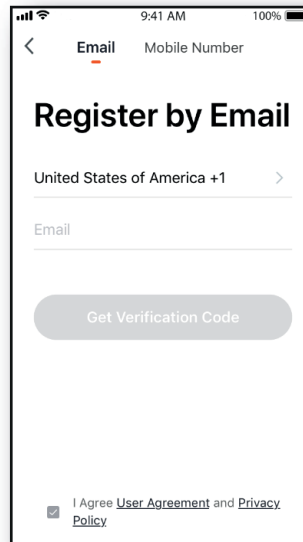 9:41 AM 100%
Email Mobile Number
Register by Email
United States of America +1
Email
Get Verification Code
I Agree User Agreement and Privacy
Policy